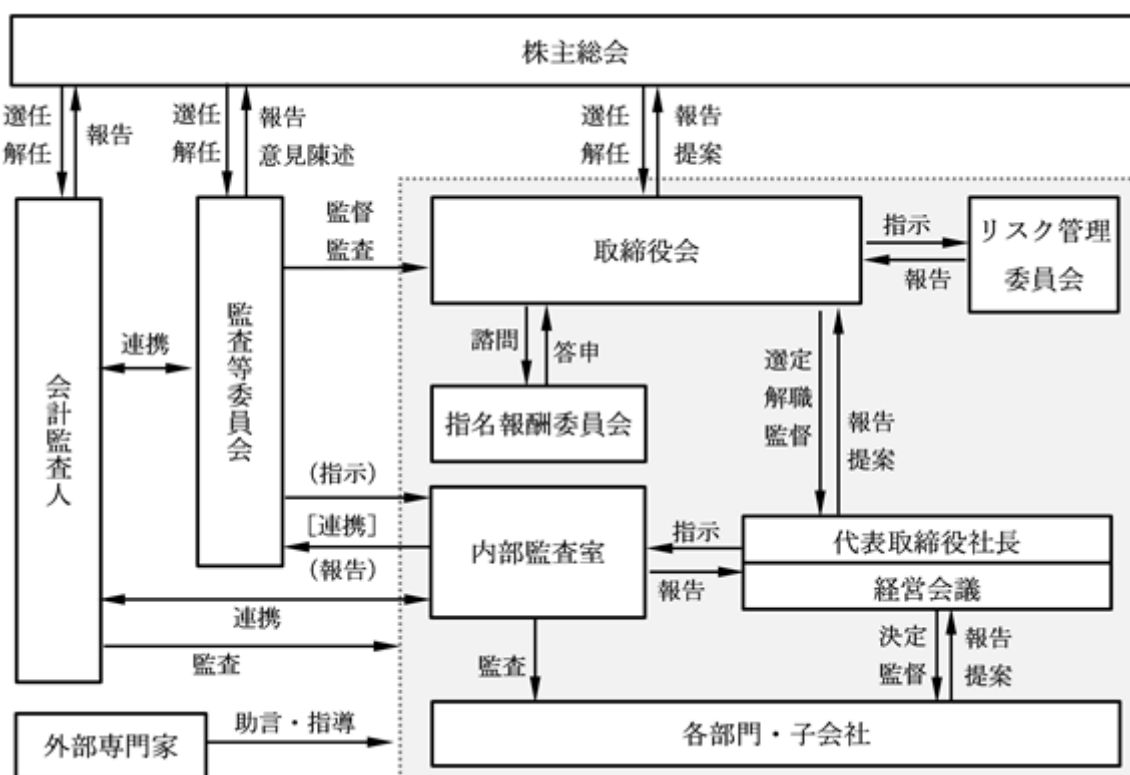 株主総会
選任
解任
報告
選任
解任
報告
意見陳述
選任
解任
報告
提案
会計監査人
監査等委員会
連携
監督
監査
取締役会
指示
報告
リスク管理
委員会
諮問
答申
指名報酬委員会
選定
解職
監督
報告
提案
(指示)
[連携]
(報告)
連携
監査
内部監査室
指示
報告
代表取締役社長
経営会議
監査
決定
監督
報告
提案
外部専門家
助言・指導
各部門・子会社